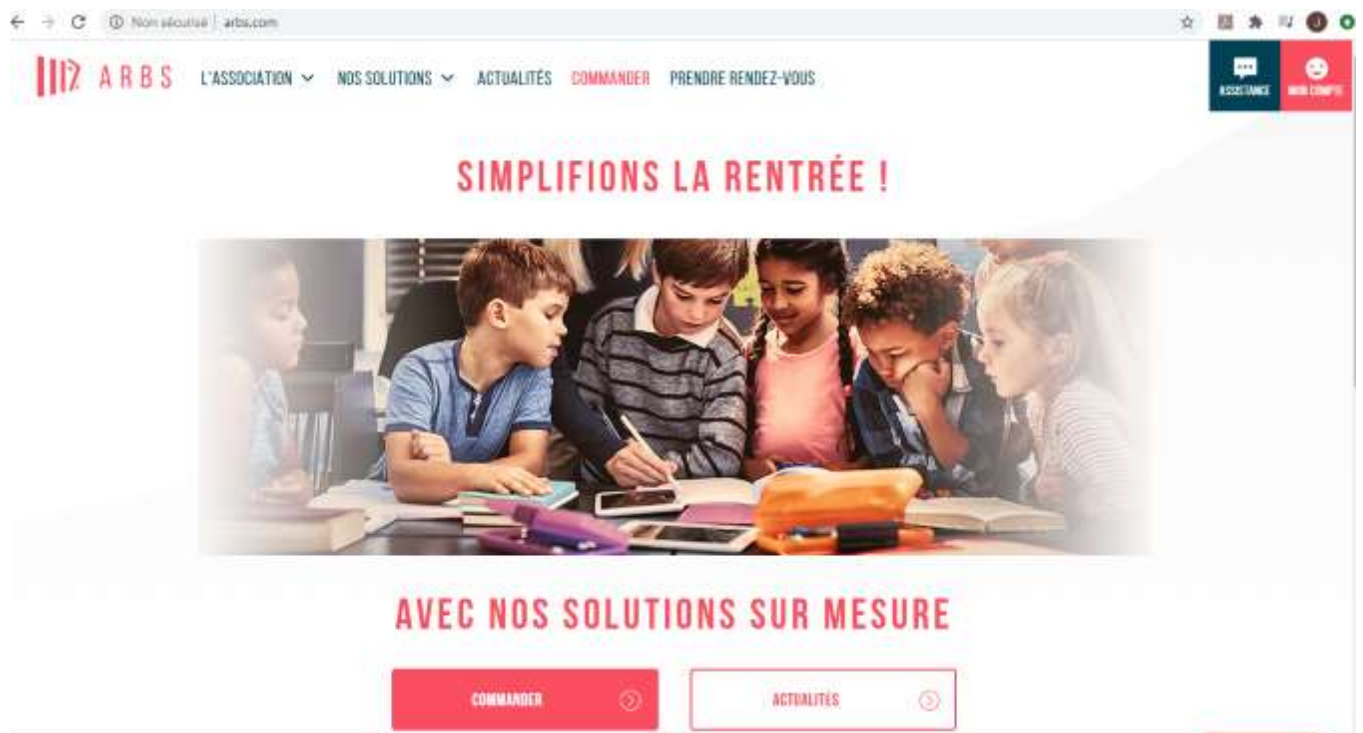 Non sécurisé | arbs.com
ARBS L'ASSOCIATION NOS SOLUTIONS ACTUALITÉS COMMANDER PRENDRE RENDEZ-VOUS
ASSISTANCE MON COMPTE
SIMPLIFIONS LA RENTRÉE !
AVEC NOS SOLUTIONS SUR MESURE
COMMANDER ACTUALITÉS